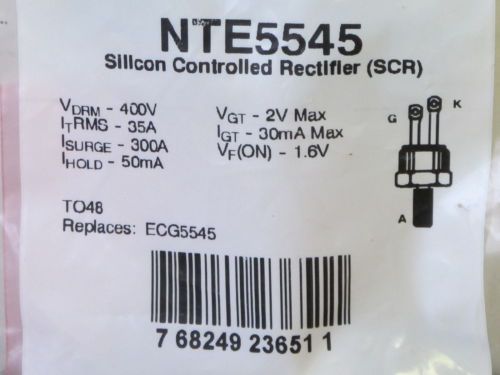 NTE5545
Silicon Controlled Rectifier (SCR)
VDRM - 400V
ITRMS - 35A
ISURGE - 300A
IHOLD - 50mA
VGT - 2V Max
IGT - 30mA Max
VF(ON) - 1.6V
G
K
A
TO48
Replaces: ECG5545
7 68249 23651 1